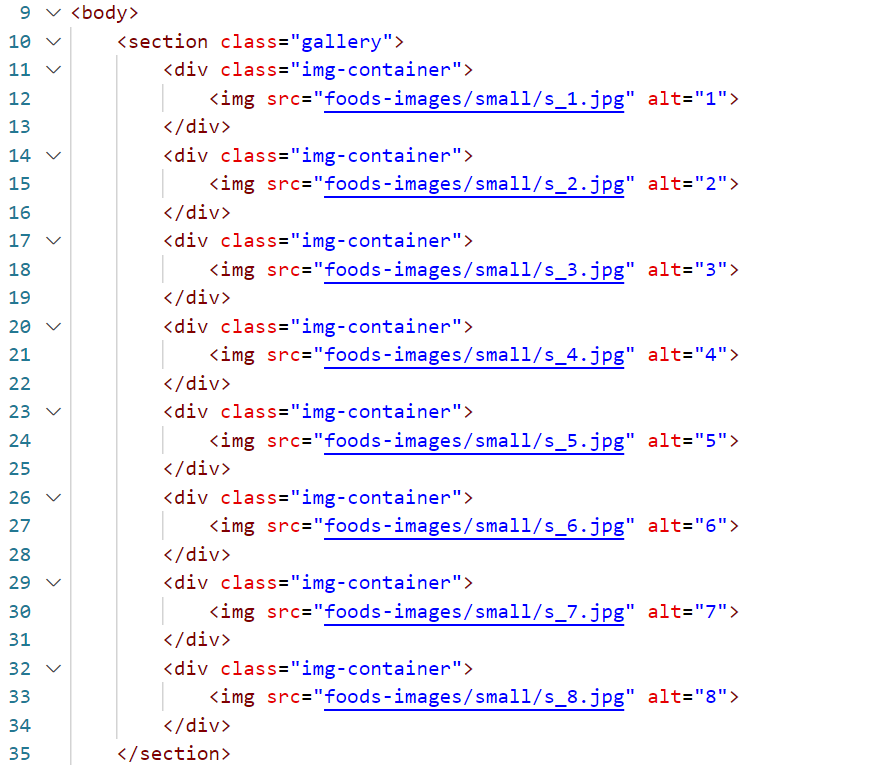 9 <body>
10 <section class="gallery">
11 <div class="img-container">
12 <img src="foods-images/small/s_1.jpg" alt="1">
13 </div>
14 <div class="img-container">
15 <img src="foods-images/small/s_2.jpg" alt="2">
16 </div>
17 <div class="img-container">
18 <img src="foods-images/small/s_3.jpg" alt="3">
19 </div>
20 <div class="img-container">
21 <img src="foods-images/small/s_4.jpg" alt="4">
22 </div>
23 <div class="img-container">
24 <img src="foods-images/small/s_5.jpg" alt="5">
25 </div>
26 <div class="img-container">
27 <img src="foods-images/small/s_6.jpg" alt="6">
28 </div>
29 <div class="img-container">
30 <img src="foods-images/small/s_7.jpg" alt="7">
31 </div>
32 <div class="img-container">
33 <img src="foods-images/small/s_8.jpg" alt="8">
34 </div>
35 </section>